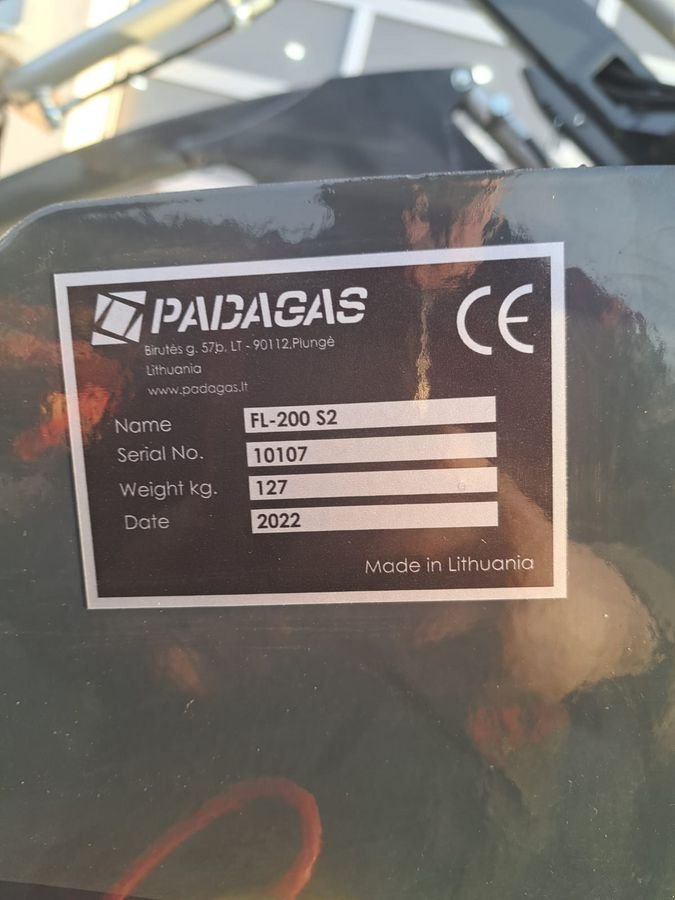 PADAGAS
CE
Birutės g. 57b, LT - 90112,Plungė
Lithuania
www.padagas.lt
Name FL-200 S2
Serial No. 10107
Weight kg. 127
Date 2022
Made in Lithuania